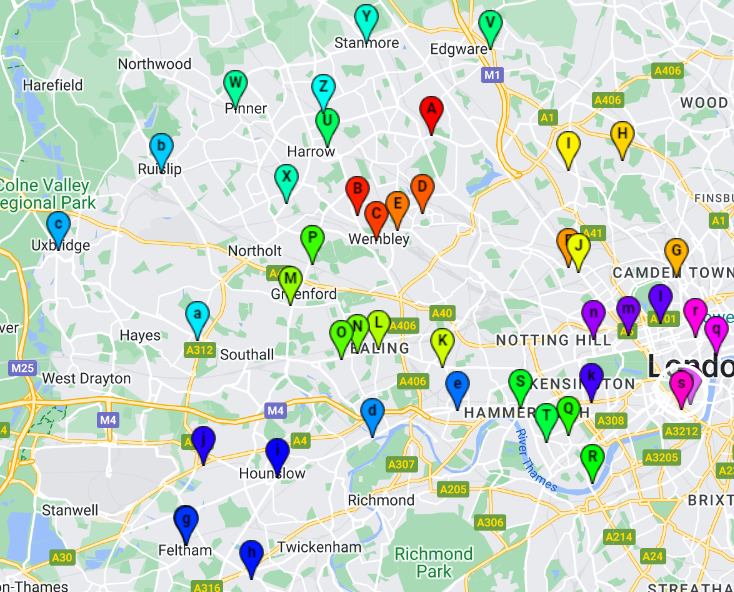 Y
V
Stanmore
Edgware
Northwood
A406
M1
Harefield
W
Z
A406
WOOD
Pinner
A
A1
U
H
b
Harrow
I
Ruislip
X
Colne Valley
Regional Park
B
D
E
C
FINSBU
c
A1
Uxbridge
P
Wembley
A41
J
G
Northolt
M
CAMDEN TOWN
Greenford
l
a
A40
n
m
r
O
N
L
A406
Hayes
EALING
K
NOTTING HILL
q
A312
Southall
M25
London
West Drayton
A406
S
KENSINGTON
k
s
d
e
M4
M4
HAMMERSMITH
T
Q
A308
j
A4
A3212
i
River Thames
A307
R
A3205
Hounslow
A205
Richmond
BRIXT
Stanwell
g
A306
Feltham
h
Twickenham
A214
A30
Richmond
Park
A24
A316
on-Thames
STREATHA